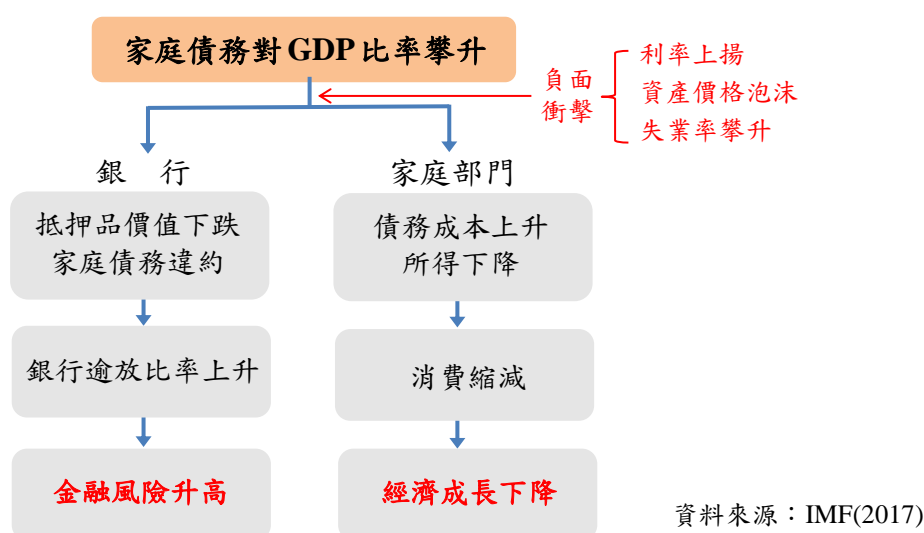 家庭債務對GDP比率攀升
負面
衝擊
利率上揚
資產價格泡沫
失業率攀升
銀 行
抵押品價值下跌
家庭債務違約
銀行逾放比率上升
金融風險升高
家庭部門
債務成本上升
所得下降
消費縮減
經濟成長下降
資料來源：IMF(2017)